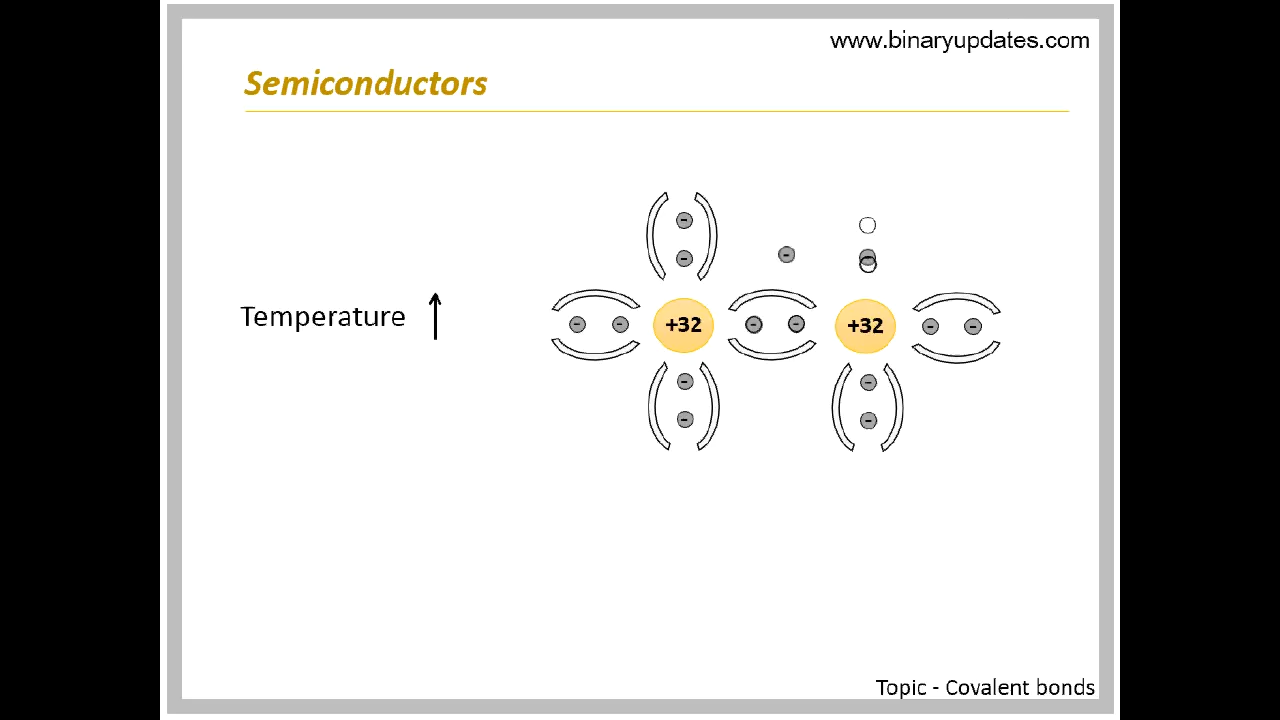 www.binaryupdates.com
Semiconductors
Temperature
+32
+32
Topic - Covalent bonds